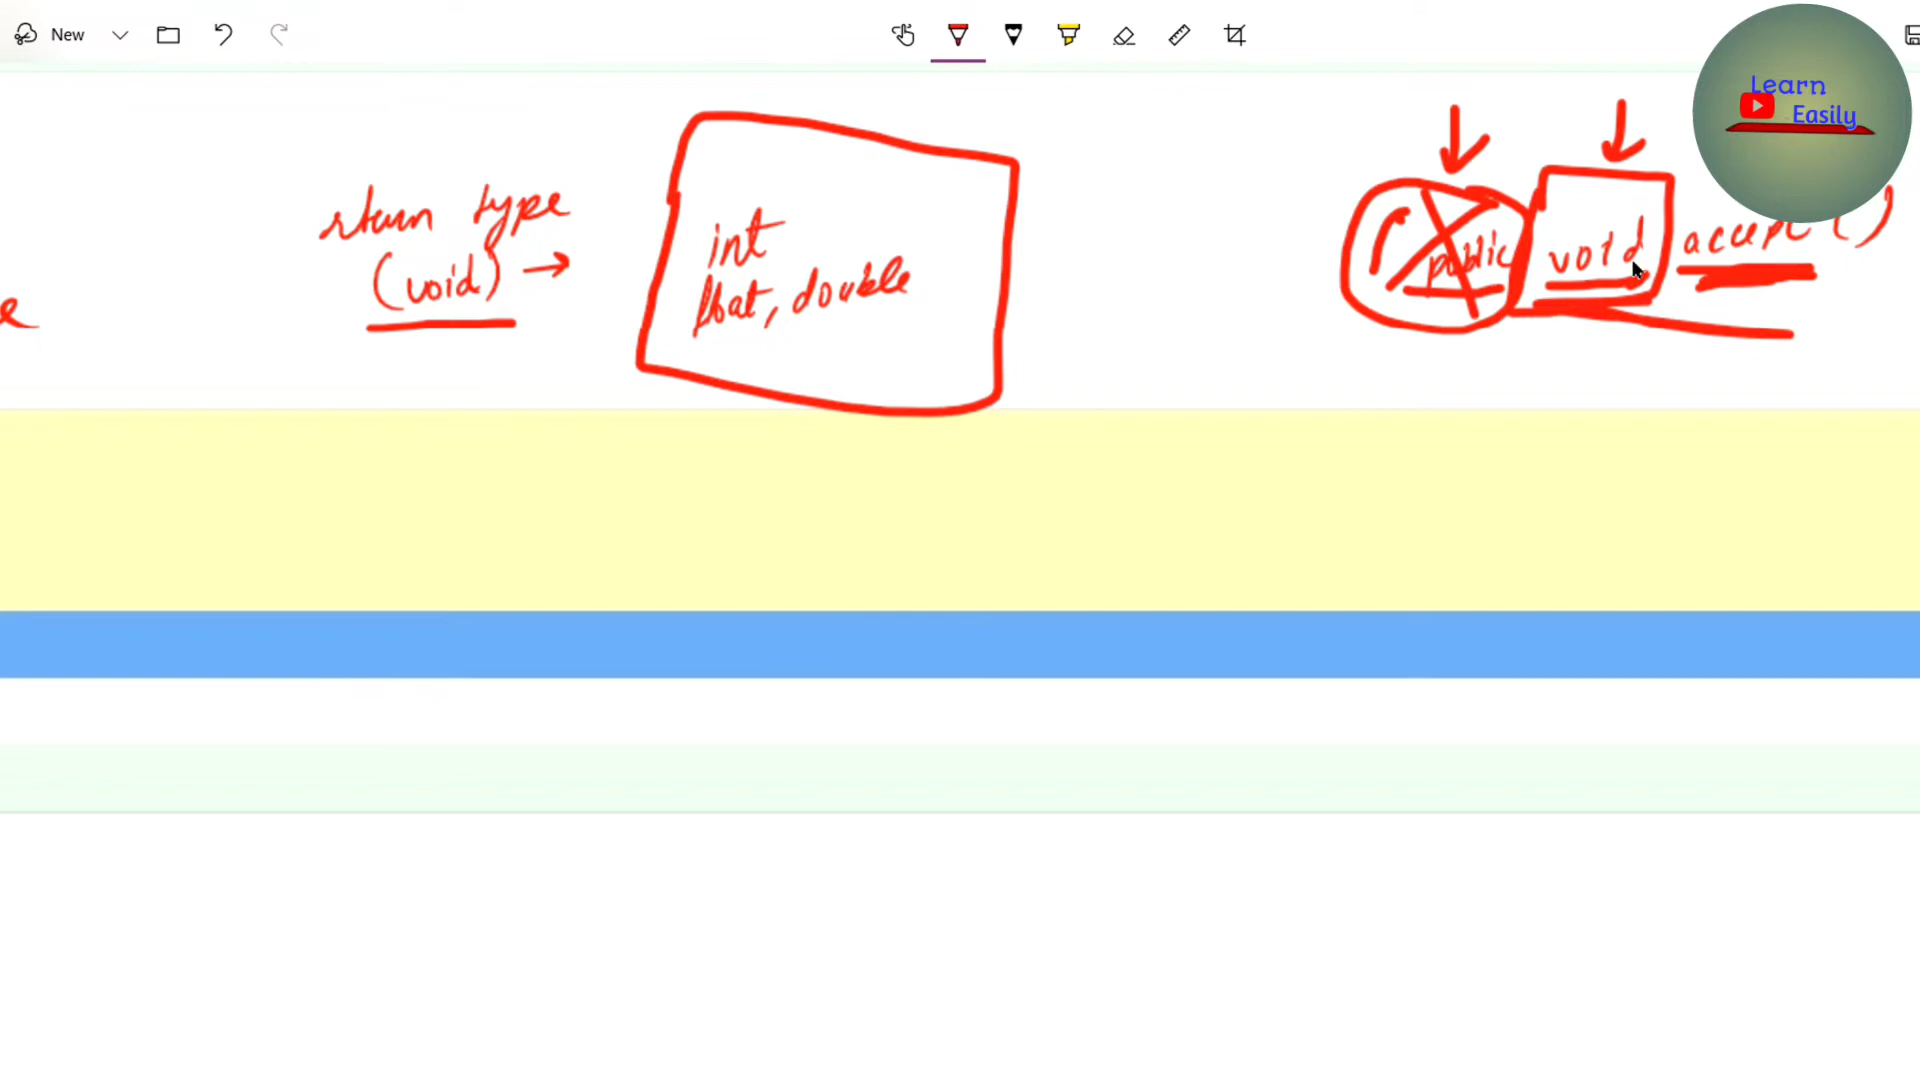 New
Learn
Easily
return type
(void) →
int
float, double
public void accept ()